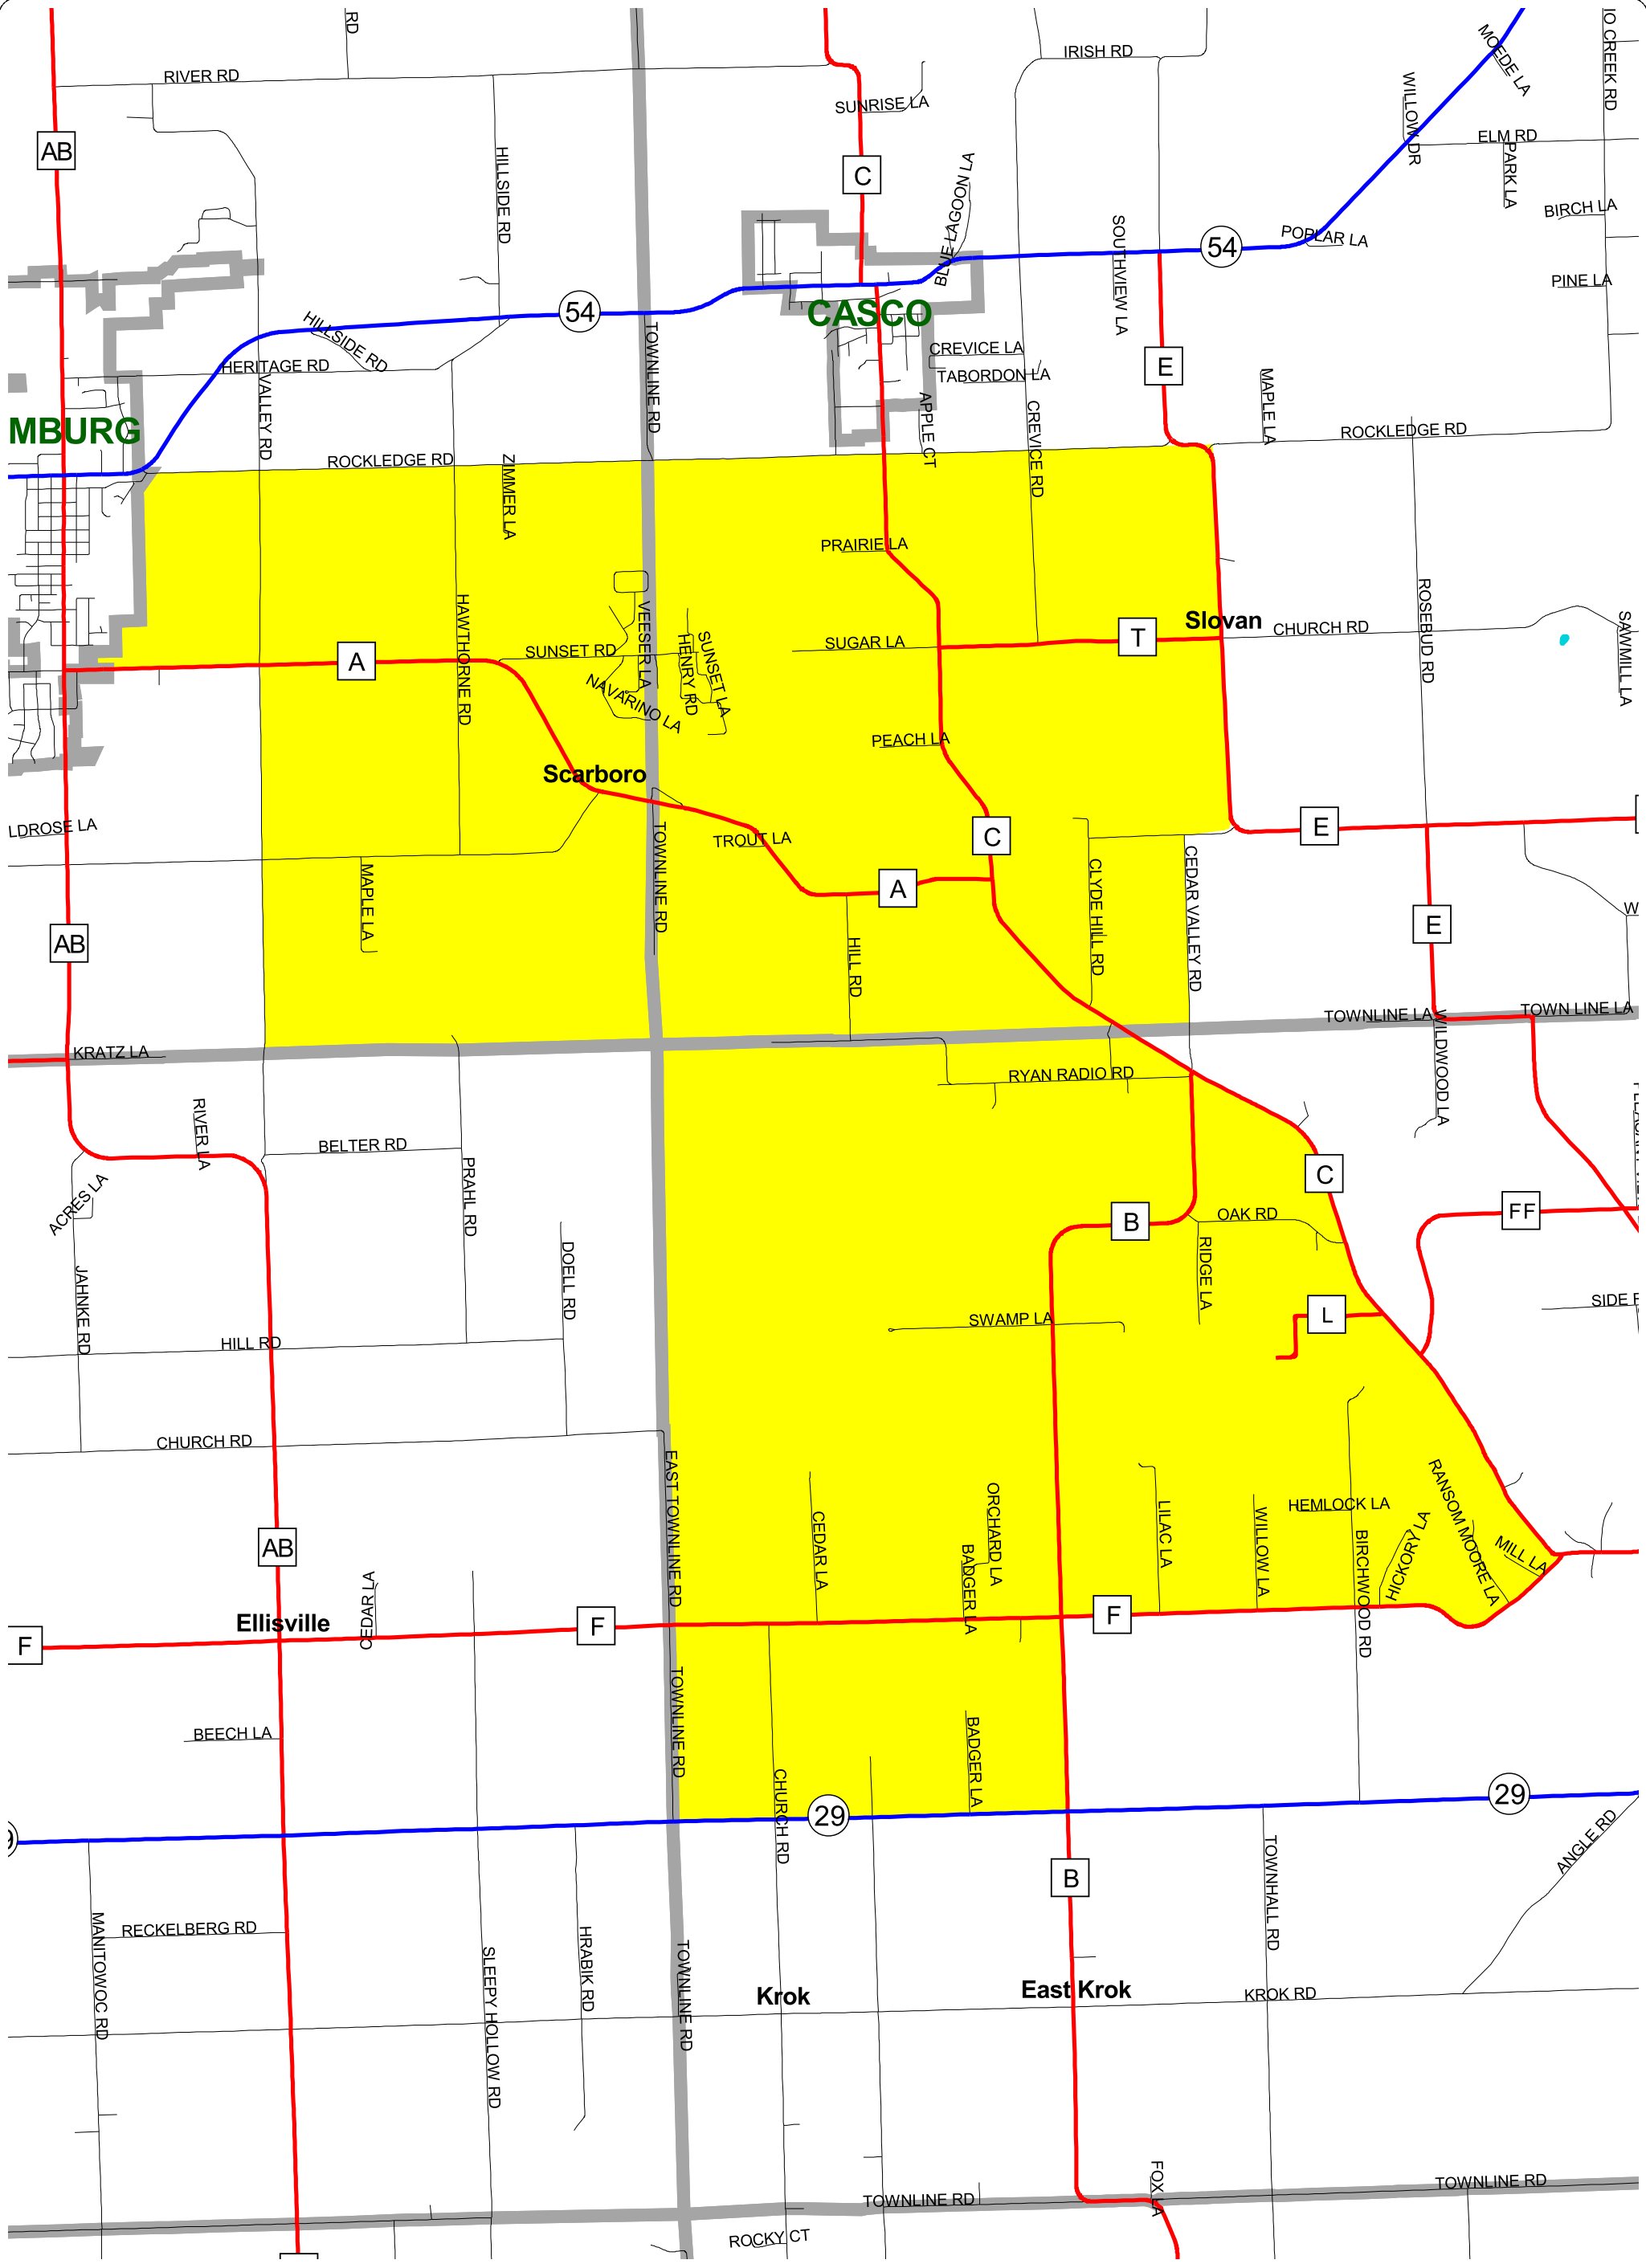 RD
RIVER RD
IRISH RD
MOEDE LA
IO CREEK RD
SUNRISE LA
WILLOW DR
ELM RD
PARK LA
AB
HILLSIDE RD
C
BLUE LAGOON LA
SOUTHVIEW LA
54
POPLAR LA
BIRCH LA
PINE LA
54
CASCO
HILLSIDE RD
HERITAGE RD
VALLEY RD
TOWNLINE RD
CREVICE LA
TABORDON LA
E
MAPLE LA
APPLE CT
CREVICE RD
MBURG
ROCKLEDGE RD
ROCKLEDGE RD
ZIMMER LA
PRAIRIE LA
HAWTHORNE RD
VEESER LA
HENRY RD
SUNSET LA
SUNSET RD
NAVARINO LA
A
SUGAR LA
T
Slovan
CHURCH RD
ROSEBUD RD
SAWMILL LA
PEACH LA
Scarboro
LDROSE LA
TROUT LA
TOWNLINE RD
C
E
A
MAPLE LA
HILL RD
CLYDE HILL RD
CEDAR VALLEY RD
E
W
AB
TOWNLINE LA
TOWN LINE LA
WILDWOOD LA
KRATZ LA
RYAN RADIO RD
RIVER LA
BELTER RD
PRAHL RD
ACRES LA
C
B
OAK RD
FF
JAHNKE RD
DOELL RD
RIDGE LA
L
SIDE
SWAMP LA
HILL RD
CHURCH RD
EAST TOWNLINE RD
CEDAR LA
ORCHARD LA
BADGER LA
LILAC LA
WILLOW LA
HEMLOCK LA
BIRCHWOOD RD
HICKORY LA
RANSOM MOORE LA
MILL LA
AB
CEDAR LA
Ellisville
F
F
F
TOWNLINE RD
BEECH LA
BADGER LA
CHURCH RD
29
29
ANGLE RD
TOWNHALL RD
B
MANITOWOC RD
RECKELBERG RD
SLEEPY HOLLOW RD
HRABIK RD
TOWNLINE RD
Krok
East Krok
KROK RD
FOX LA
TOWNLINE RD
TOWNLINE RD
ROCKY CT